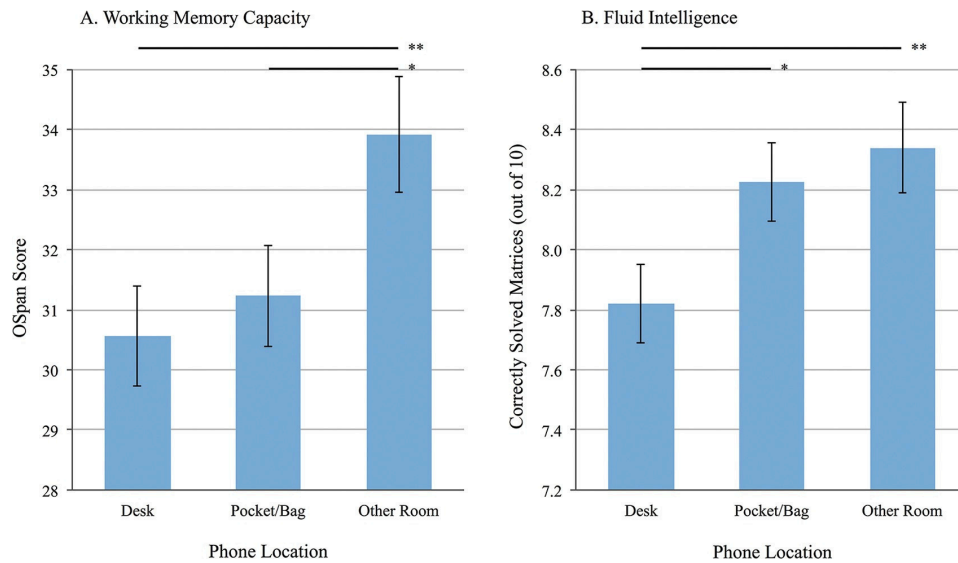 A. Working Memory Capacity
**
*
35
34
33
32
31
30
29
28
OSpan Score
Desk
Pocket/Bag
Other Room
Phone Location
B. Fluid Intelligence
**
*
8.6
8.4
8.2
8.0
7.8
7.6
7.4
7.2
Correctly Solved Matrices (out of 10)
Desk
Pocket/Bag
Other Room
Phone Location